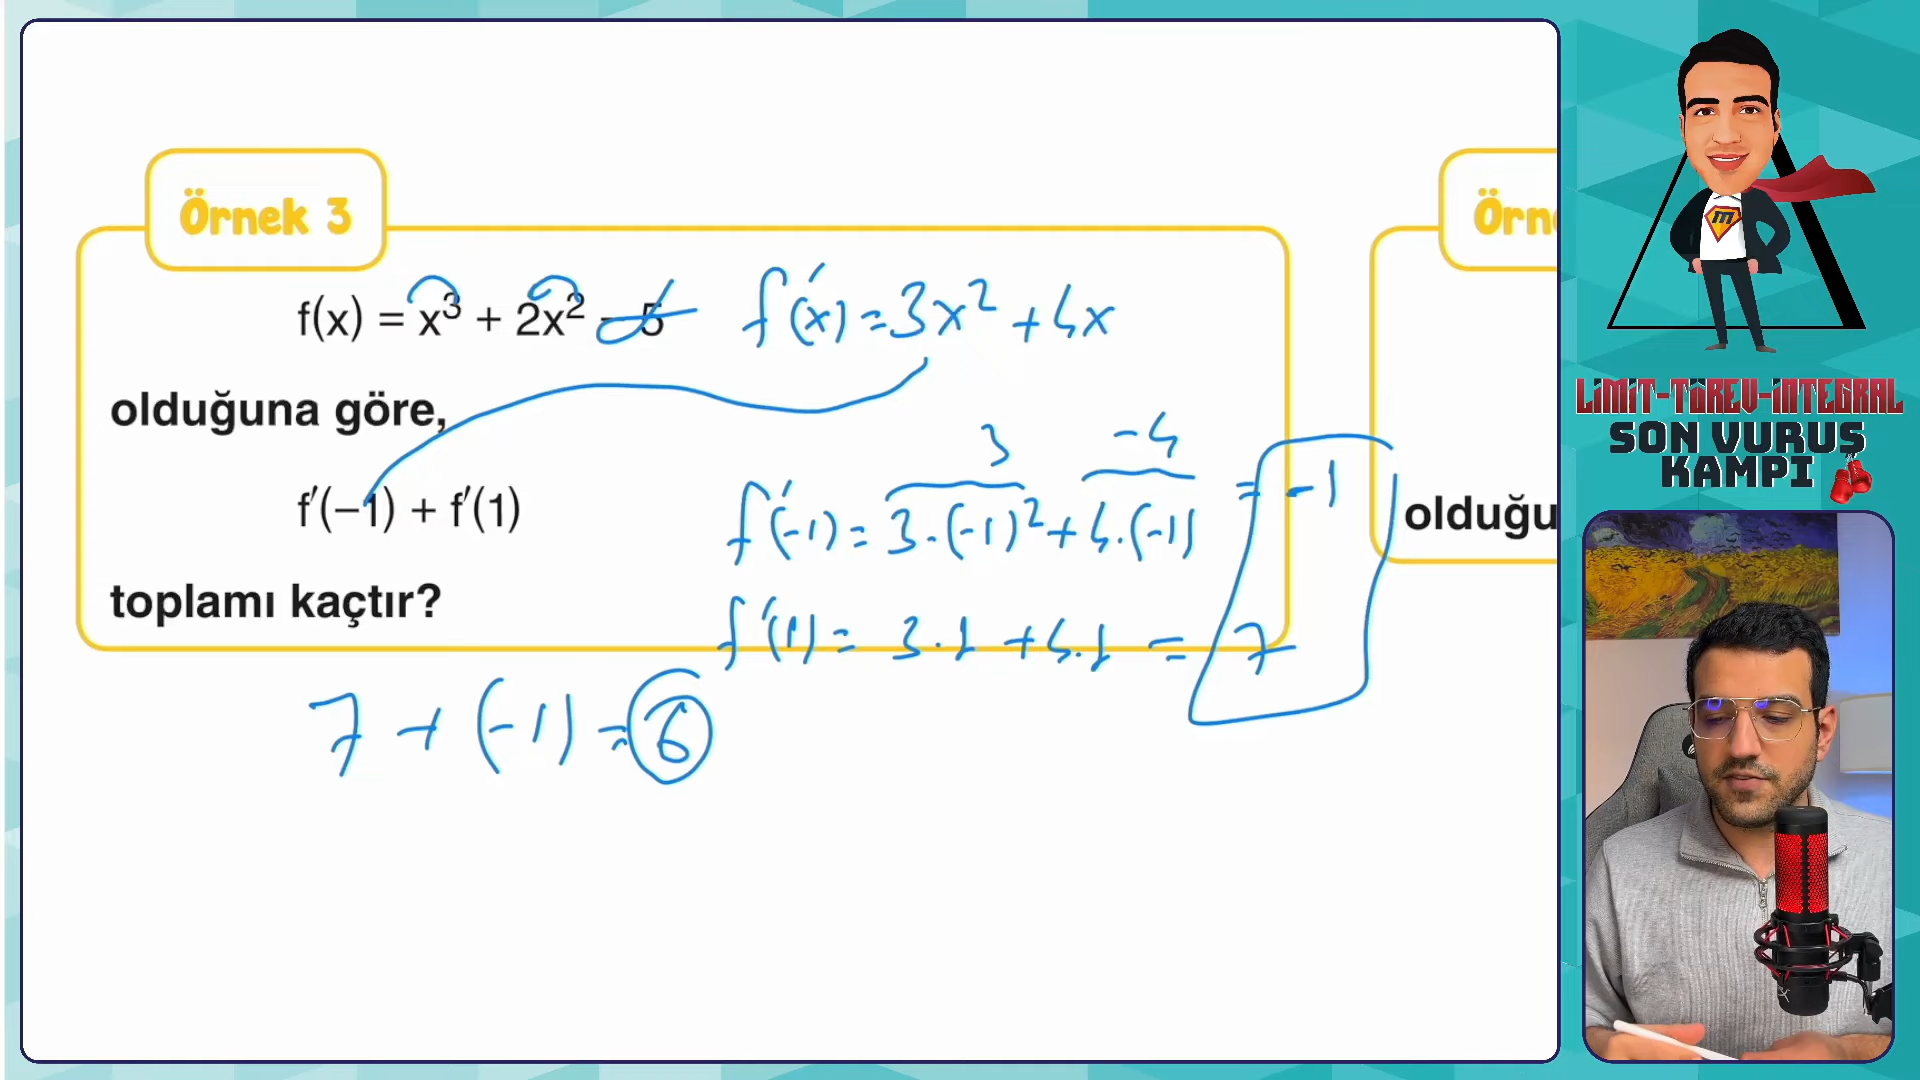 Örnek 3
f(x) = x³ + 2x² − 5
f'(x) = 3x² + 4x
olduğuna göre,
f'(−1) + f'(1)
3 -4
f'(-1) = 3.(-1)² + 4.(-1) = -1
toplamı kaçtır?
f'(1) = 3.1 + 4.1 = 7
7 + (-1) = 6
Örn
olduğu
m
LİMİT-TÜREV-İNTEGRAL
SON VURUŞ
KAMPI